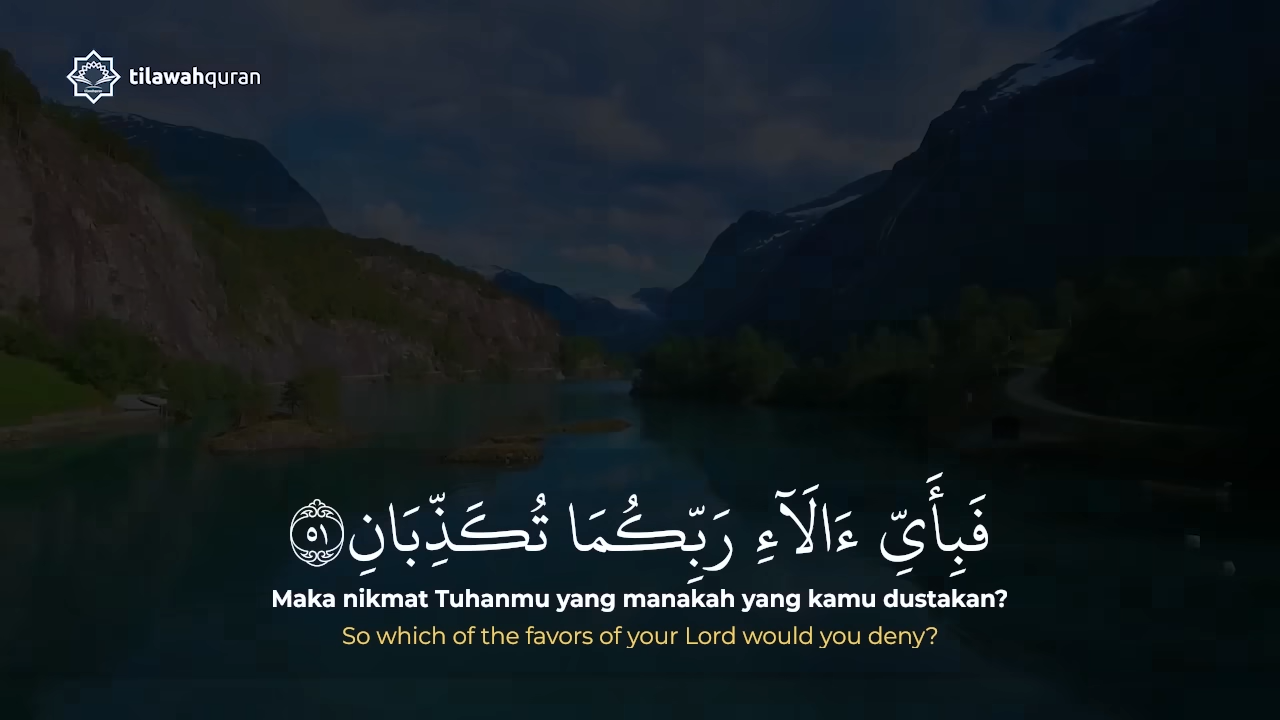 tilawahquran
فَبِأَيِّ ءَالَآءِ رَبِّكُمَا تُكَذِّبَانِ ٥١
Maka nikmat Tuhanmu yang manakah yang kamu dustakan?
So which of the favors of your Lord would you deny?